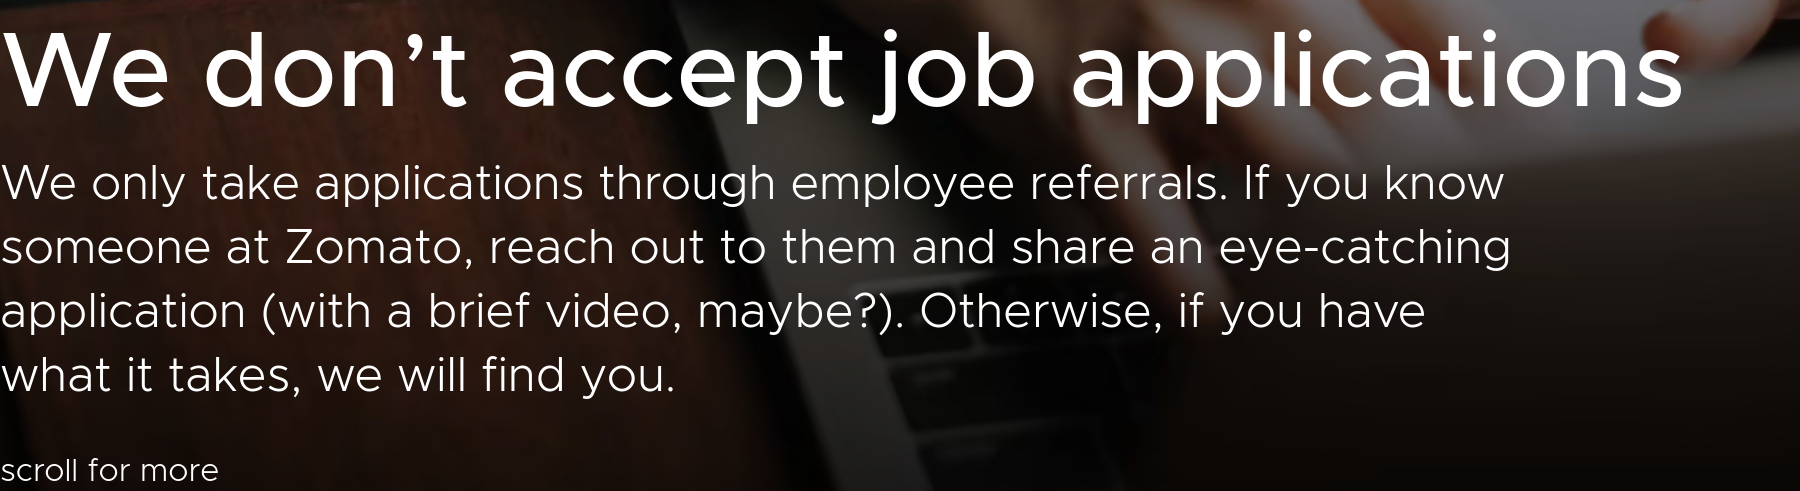 We don’t accept job applications
We only take applications through employee referrals. If you know
someone at Zomato, reach out to them and share an eye-catching
application (with a brief video, maybe?). Otherwise, if you have
what it takes, we will find you.
scroll for more